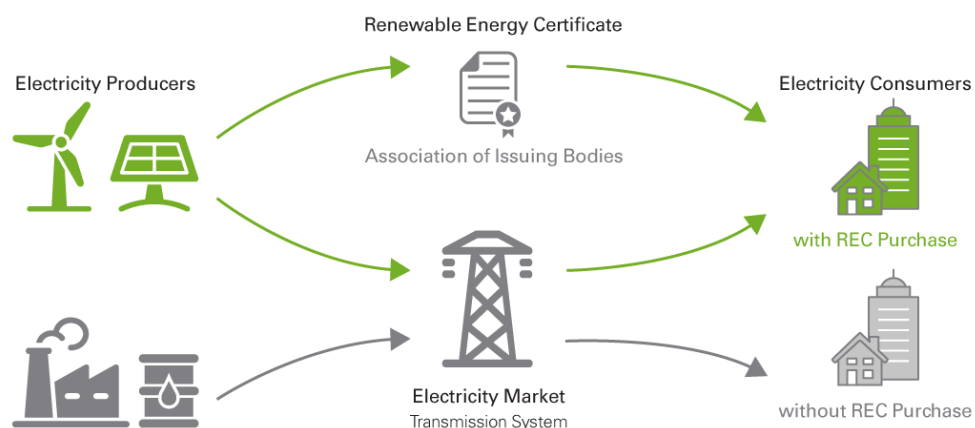 Renewable Energy Certificate
Electricity Producers
Electricity Consumers
Association of Issuing Bodies
with REC Purchase
Electricity Market
Transmission System
without REC Purchase